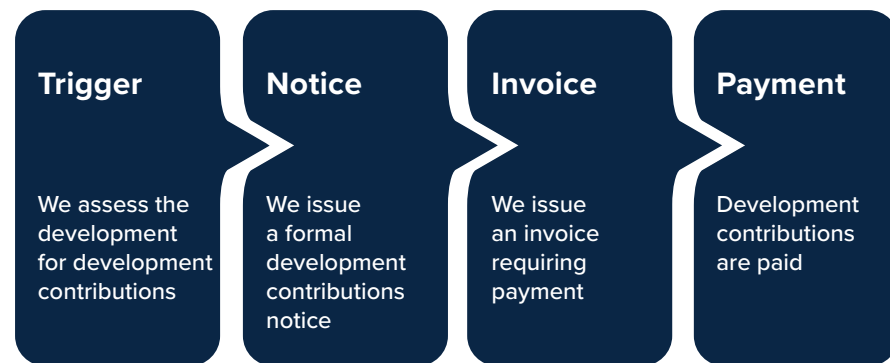 Trigger
We assess the
development
for development
contributions
Notice
We issue
a formal
development
contributions
notice
Invoice
We issue
an invoice
requiring
payment
Payment
Development
contributions
are paid